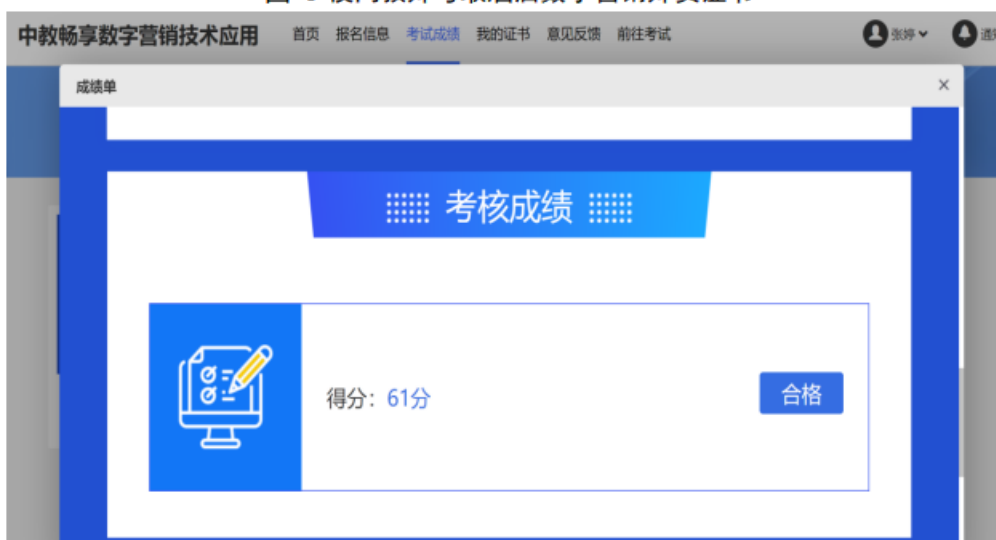 中教畅享数字营销技术应用 首页 报名信息 考试成绩 我的证书 意见反馈 前往考试 张婷
成绩单
考核成绩
得分：61分 合格